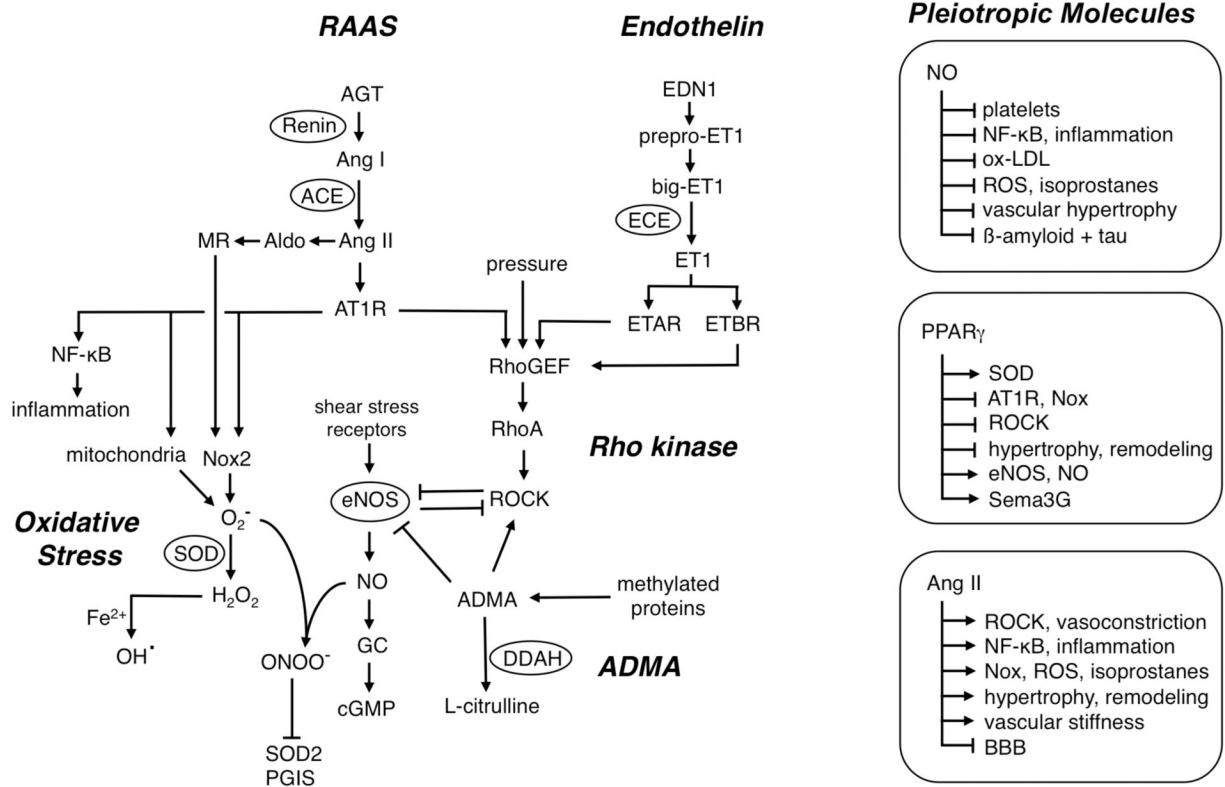 RAAS
AGT
Renin
Ang I
ACE
MR
Aldo
Ang II
AT1R
NF-κB
inflammation
mitochondria
Nox2
Oxidative
Stress
O₂⁻
SOD
H₂O₂
Fe²⁺
OH˙
ONOO⁻
SOD2
PGIS
shear stress
receptors
eNOS
NO
GC
cGMP
Endothelin
EDN1
prepro-ET1
big-ET1
ECE
ET1
ETAR
ETBR
pressure
RhoGEF
RhoA
Rho kinase
ROCK
ADMA
methylated
proteins
DDAH
ADMA
L-citrulline
Pleiotropic Molecules
NO
platelets
NF-κB, inflammation
ox-LDL
ROS, isoprostanes
vascular hypertrophy
ß-amyloid + tau
PPARγ
SOD
AT1R, Nox
ROCK
hypertrophy, remodeling
eNOS, NO
Sema3G
Ang II
ROCK, vasoconstriction
NF-κB, inflammation
Nox, ROS, isoprostanes
hypertrophy, remodeling
vascular stiffness
BBB